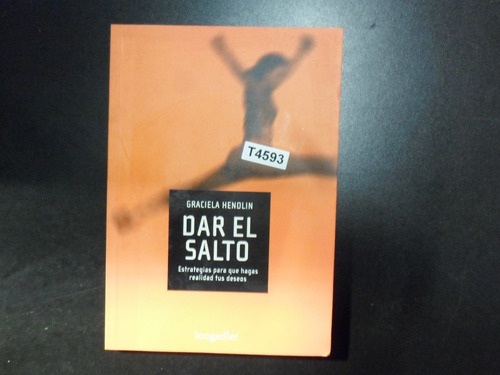 T4593
GRACIELA HENDLIN
DAR EL
SALTO
Estrategias para que hagas
realidad tus deseos
longseller